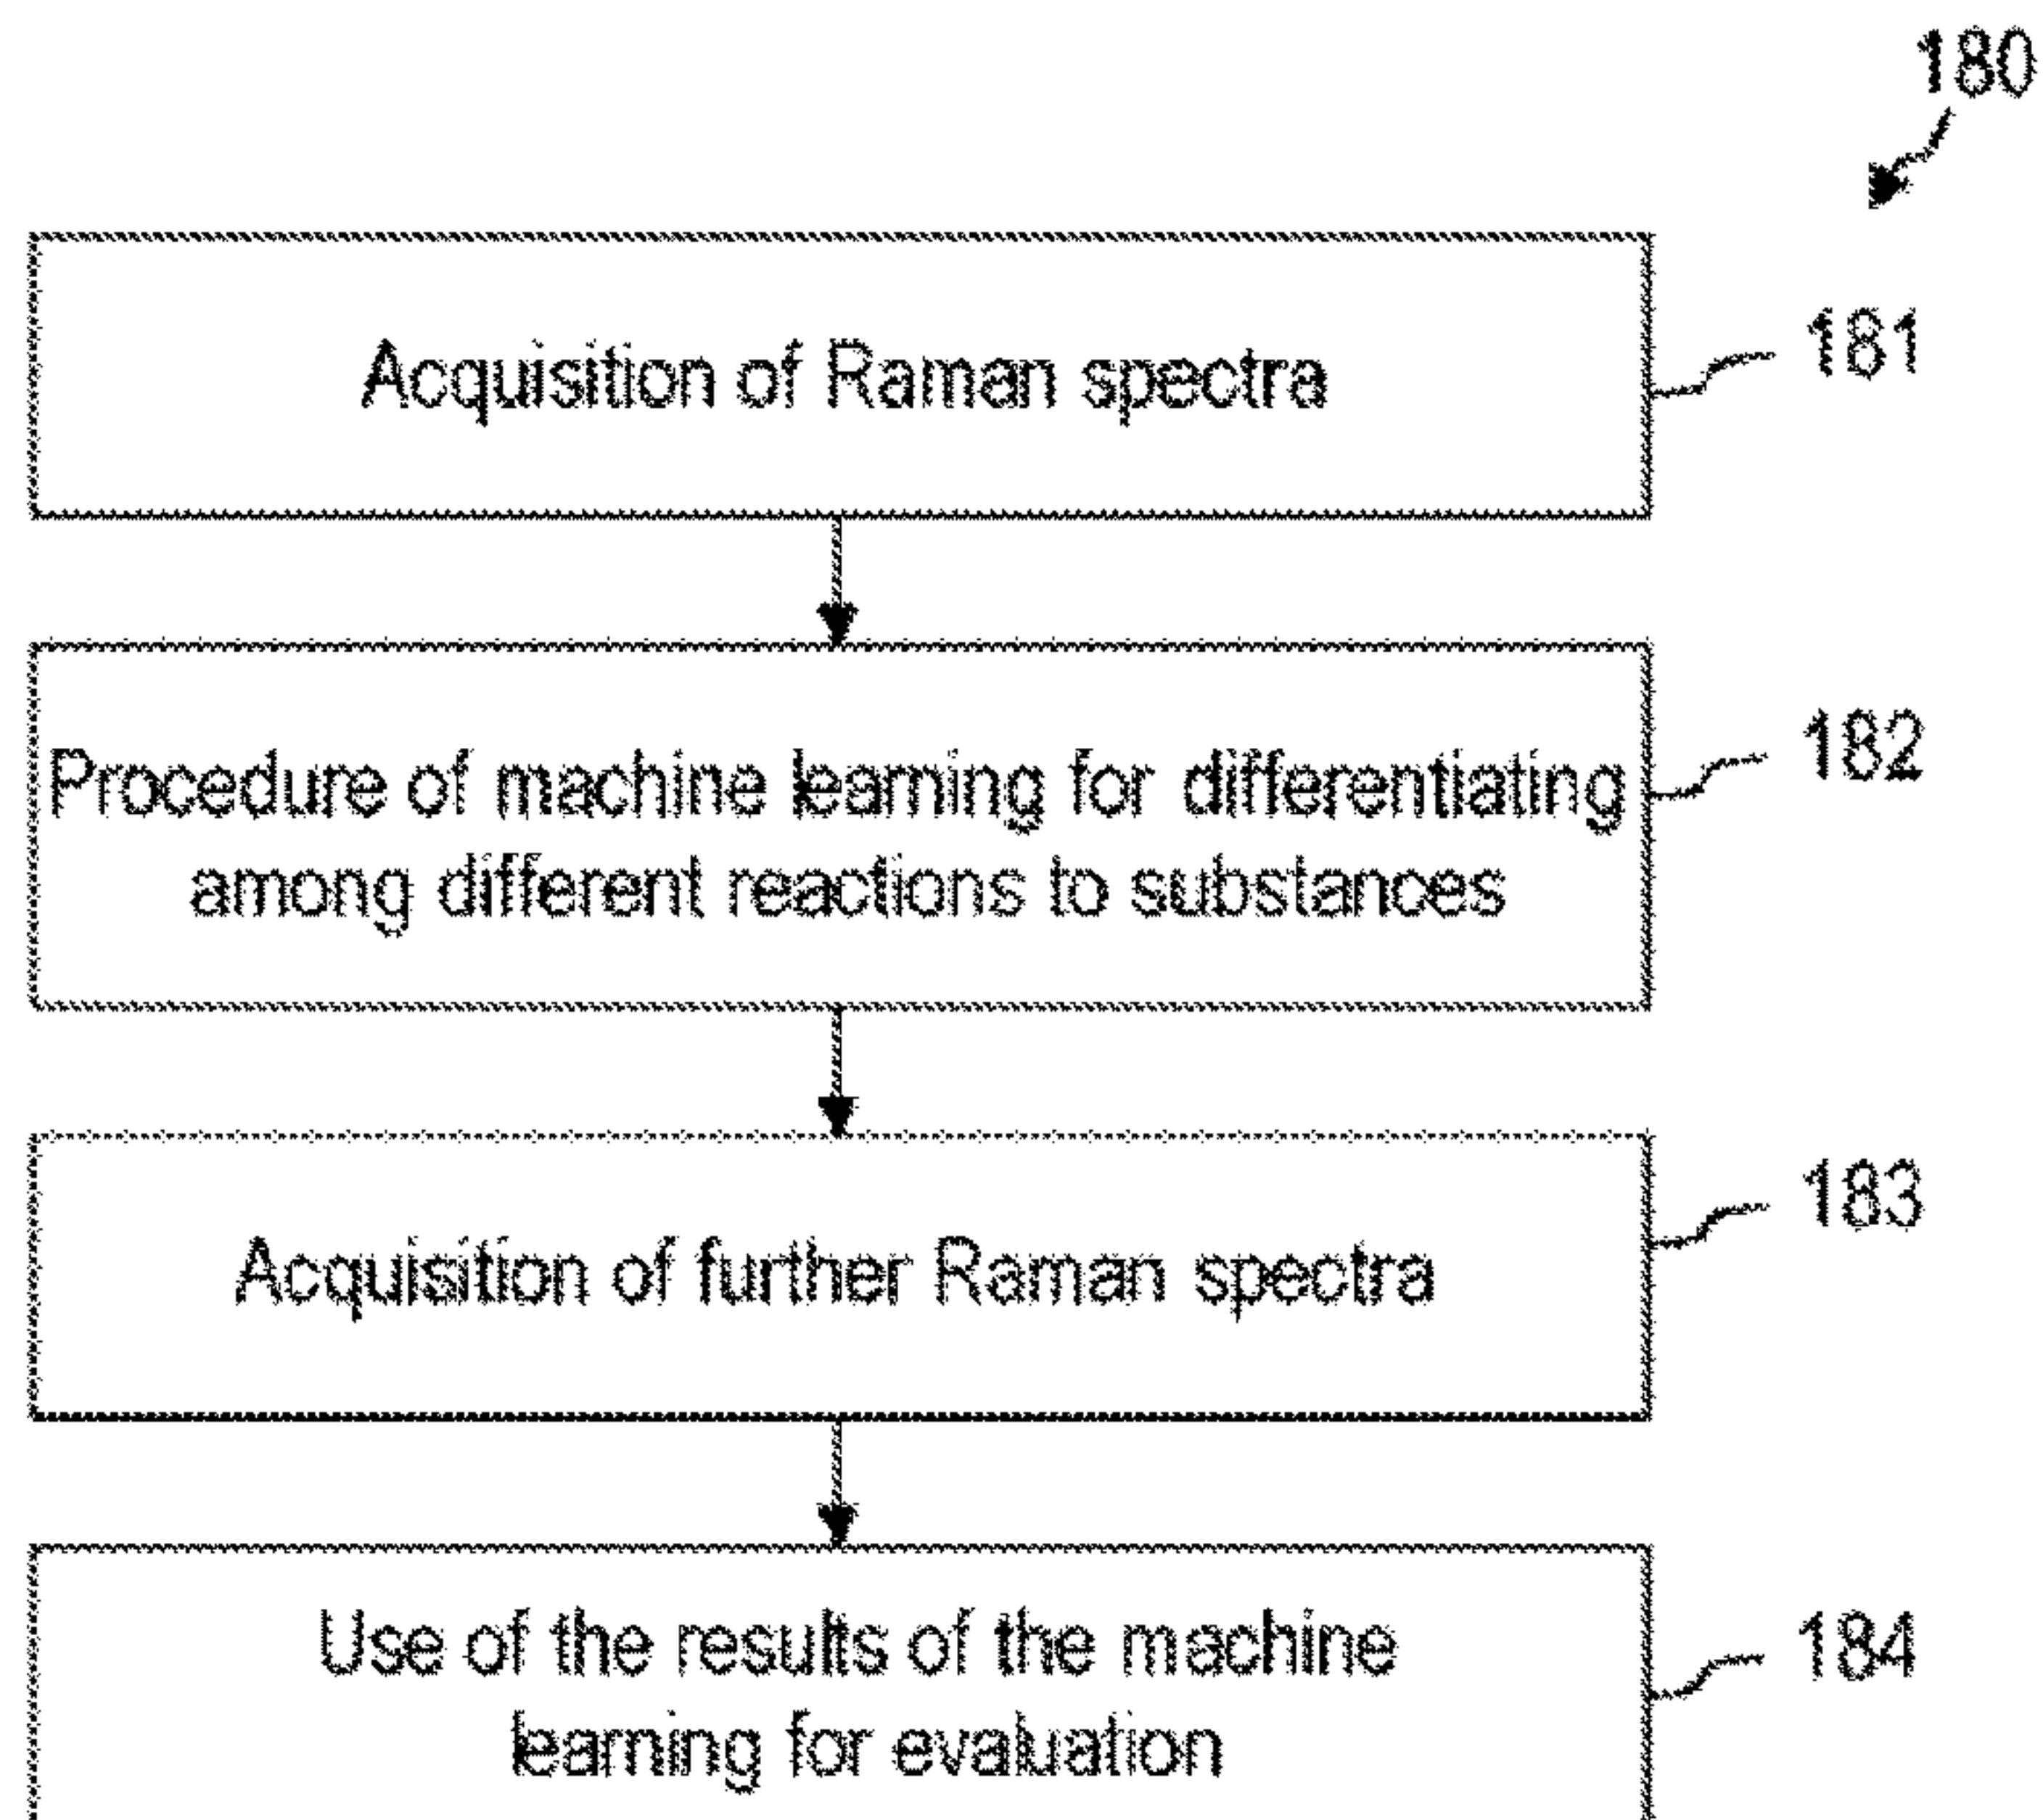 180
Acquisition of Raman spectra
181
Procedure of machine learning for differentiating
among different reactions to substances
182
Acquisition of further Raman spectra
183
Use of the results of the machine
learning for evaluation
184